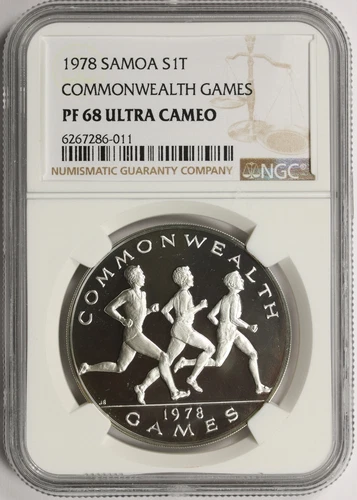 1978 SAMOA S1T
COMMONWEALTH GAMES
PF 68 ULTRA CAMEO
6267286-011
NUMISMATIC GUARANTY COMPANY
NGC®
COMMONWEALTH
1978
GAMES